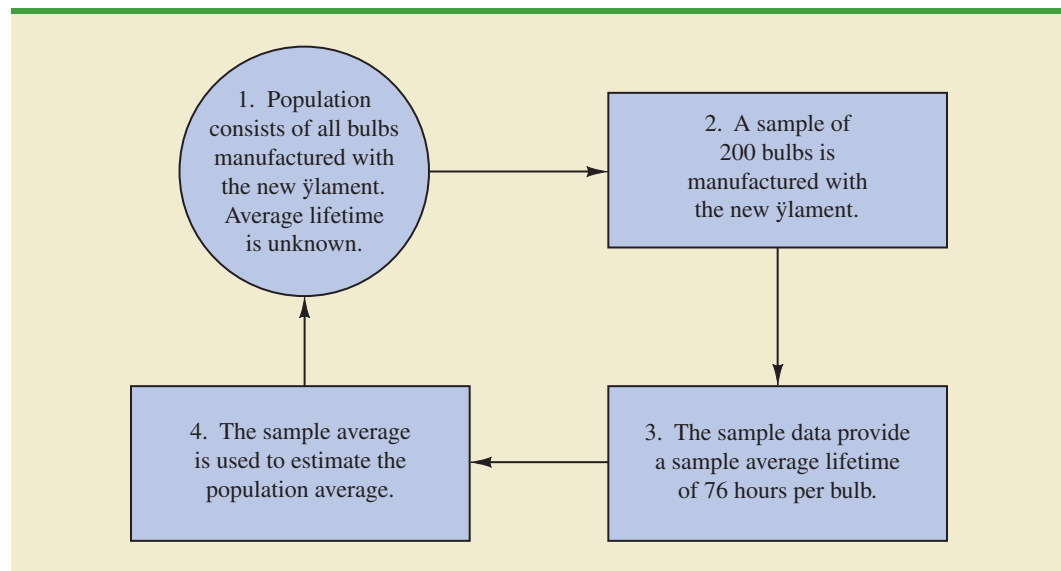 1. Population
consists of all bulbs
manufactured with
the new ÿlament.
Average lifetime
is unknown.
2. A sample of
200 bulbs is
manufactured with
the new ÿlament.
3. The sample data provide
a sample average lifetime
of 76 hours per bulb.
4. The sample average
is used to estimate the
population average.